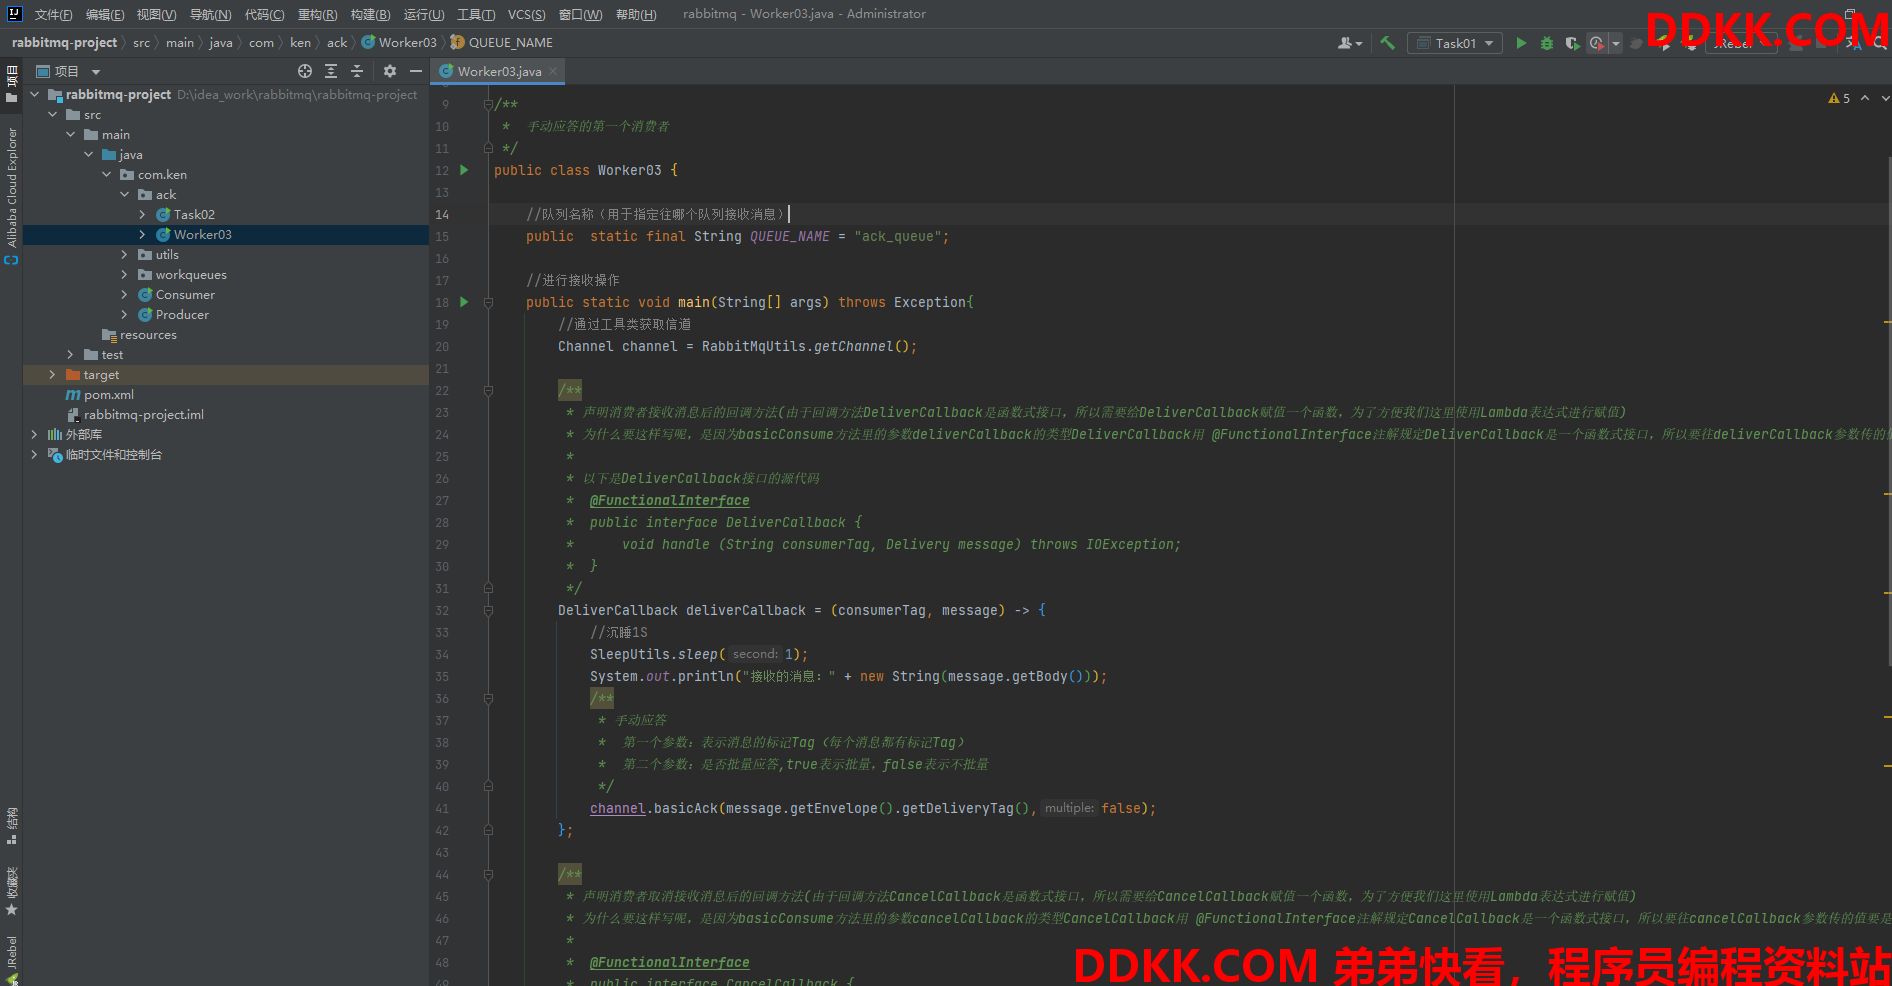 文件(F) 编辑(E) 视图(V) 导航(N) 代码(C) 重构(R) 构建(B) 运行(U) 工具(T) VCS(S) 窗口(W) 帮助(H) rabbitmq - Worker03.java - Administrator
DDKK.COM
rabbitmq-project src main java com ken ack Worker03 QUEUE_NAME
Task01
JRebel
项目
Worker03.java
项目
Alibaba Cloud Explorer
结构
收藏夹
JRebel
rabbitmq-project D:\idea_work\rabbitmq\rabbitmq-project
src
main
java
com.ken
ack
Task02
Worker03
utils
workqueues
Consumer
Producer
resources
test
target
pom.xml
rabbitmq-project.iml
外部库
临时文件和控制台
5
9 /**
10 * 手动应答的第一个消费者
11 */
12 public class Worker03 {
13
14 //队列名称（用于指定往哪个队列接收消息）
15 public static final String QUEUE_NAME = "ack_queue";
16
17 //进行接收操作
18 public static void main(String[] args) throws Exception{
19 //通过工具类获取信道
20 Channel channel = RabbitMqUtils.getChannel();
21
22 /**
23 * 声明消费者接收消息后的回调方法(由于回调方法DeliverCallback是函数式接口，所以需要给DeliverCallback赋值一个函数，为了方便我们这里使用Lambda表达式进行赋值)
24 * 为什么要这样写呢，是因为basicConsume方法里的参数deliverCallback的类型DeliverCallback用 @FunctionalInterface注解规定DeliverCallback是一个函数式接口，所以要往deliverCallback参数传的
25 *
26 * 以下是DeliverCallback接口的源代码
27 * @FunctionalInterface
28 * public interface DeliverCallback {
29 * void handle (String consumerTag, Delivery message) throws IOException;
30 * }
31 */
32 DeliverCallback deliverCallback = (consumerTag, message) -> {
33 //沉睡1S
34 SleepUtils.sleep( second: 1);
35 System.out.println("接收的消息：" + new String(message.getBody()));
36 /**
37 * 手动应答
38 * 第一个参数：表示消息的标记Tag（每个消息都有标记Tag）
39 * 第二个参数：是否批量应答,true表示批量，false表示不批量
40 */
41 channel.basicAck(message.getEnvelope().getDeliveryTag(), multiple: false);
42 };
43
44 /**
45 * 声明消费者取消接收消息后的回调方法(由于回调方法CancelCallback是函数式接口，所以需要给CancelCallback赋值一个函数，为了方便我们这里使用Lambda表达式进行赋值)
46 * 为什么要这样写呢，是因为basicConsume方法里的参数cancelCallback的类型CancelCallback用 @FunctionalInterface注解规定CancelCallback是一个函数式接口，所以要往cancelCallback参数传的值要是
47 *
48 * @FunctionalInterface
49 * public interface CancelCallback {
DDKK.COM 弟弟快看，程序员编程资料站